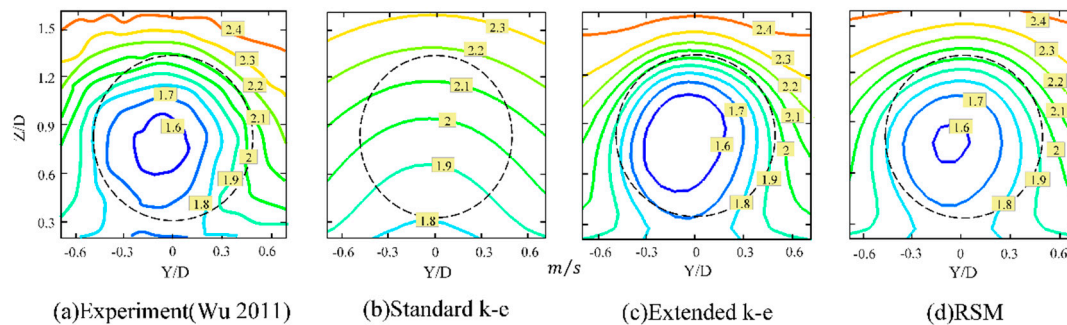 1.5
1.2
0.9
0.6
0.3
Z/D
2.4
2.3
2.2
2.1
2
1.9
1.8
1.7
1.6
-0.6 -0.3 0 0.3 0.6
Y/D
(a)Experiment(Wu 2011)
2.3
2.2
2.1
2
1.9
1.8
-0.6 -0.3 0 0.3 0.6
Y/D
(b)Standard k-e
m/s
2.4
2.3
2.2
2.1
2
1.9
1.8
1.7
1.6
-0.6 -0.3 0 0.3 0.6
Y/D
(c)Extended k-e
2.4
2.3
2.2
2.1
2
1.9
1.8
1.7
1.6
-0.6 -0.3 0 0.3 0.6
Y/D
(d)RSM